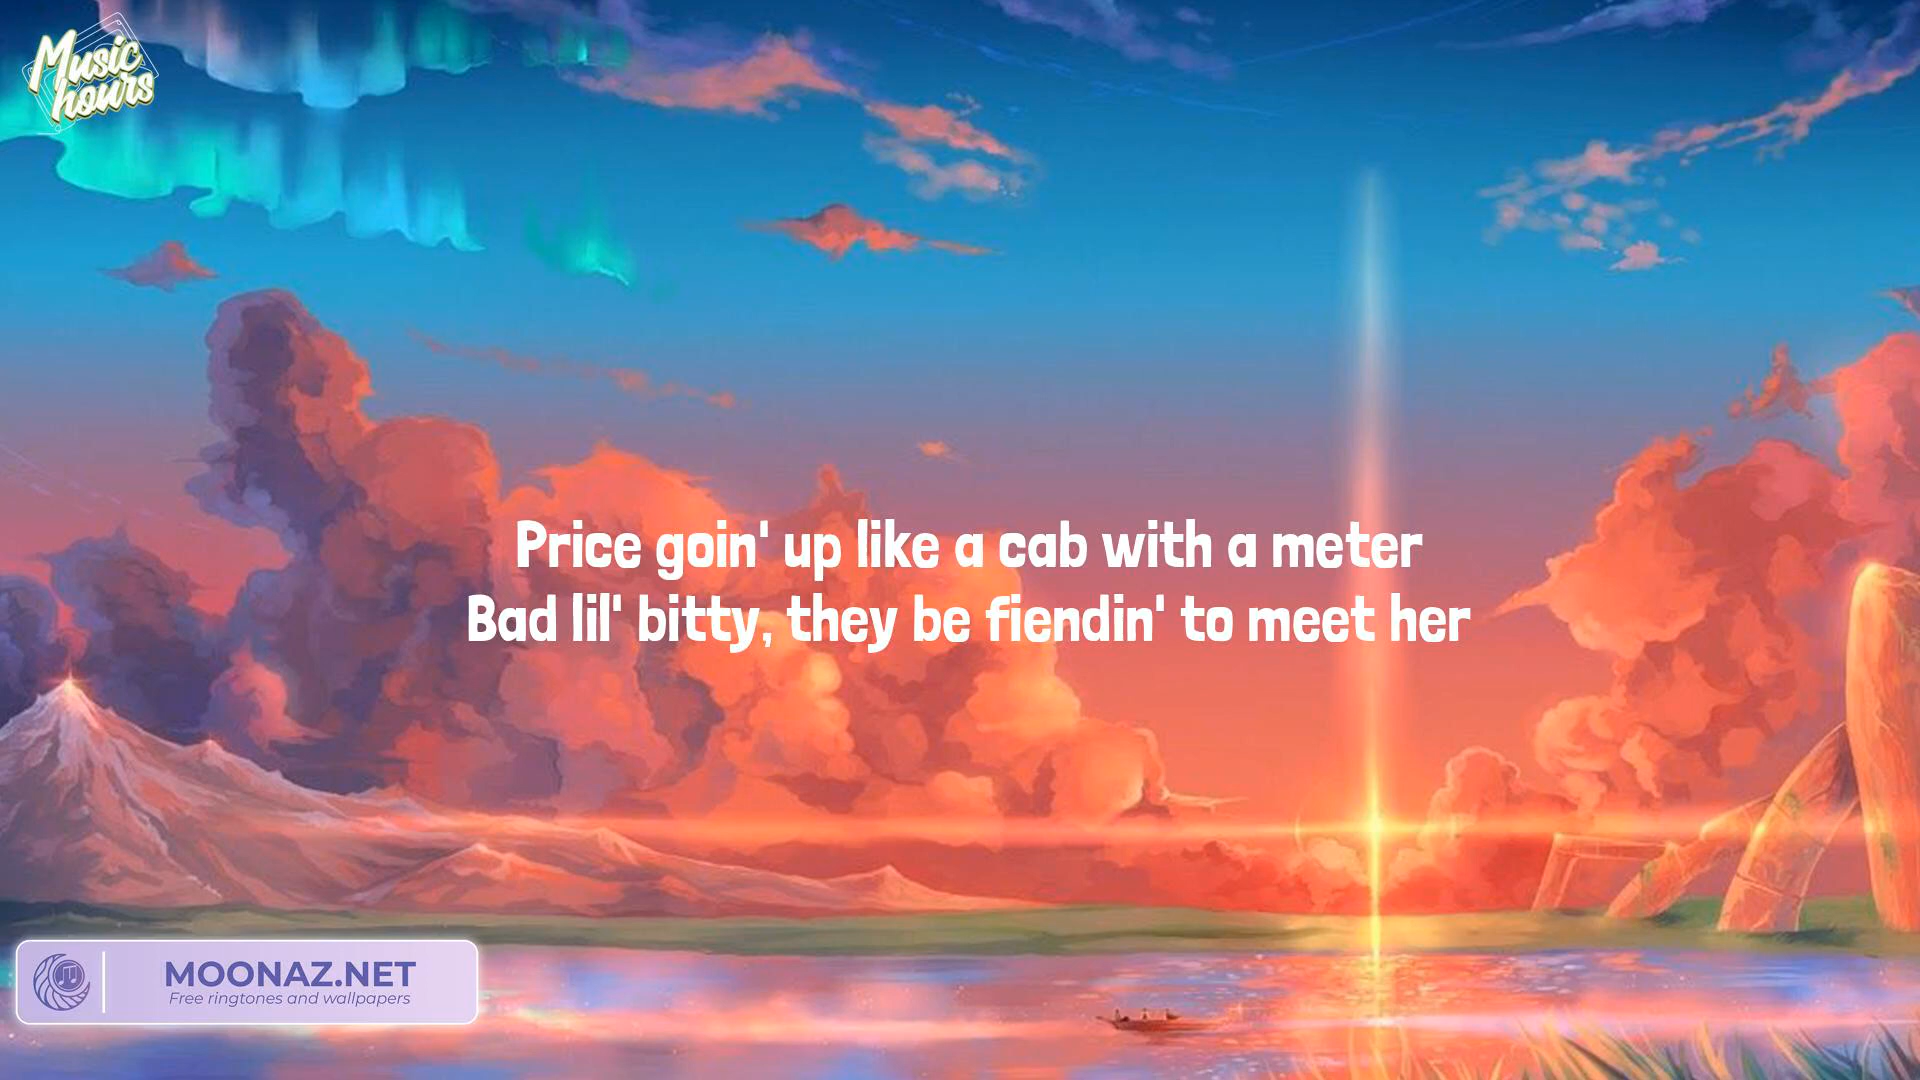 Music
hours
Price goin' up like a cab with a meter
Bad lil' bitty, they be fiendin' to meet her
MOONAZ.NET
Free ringtones and wallpapers